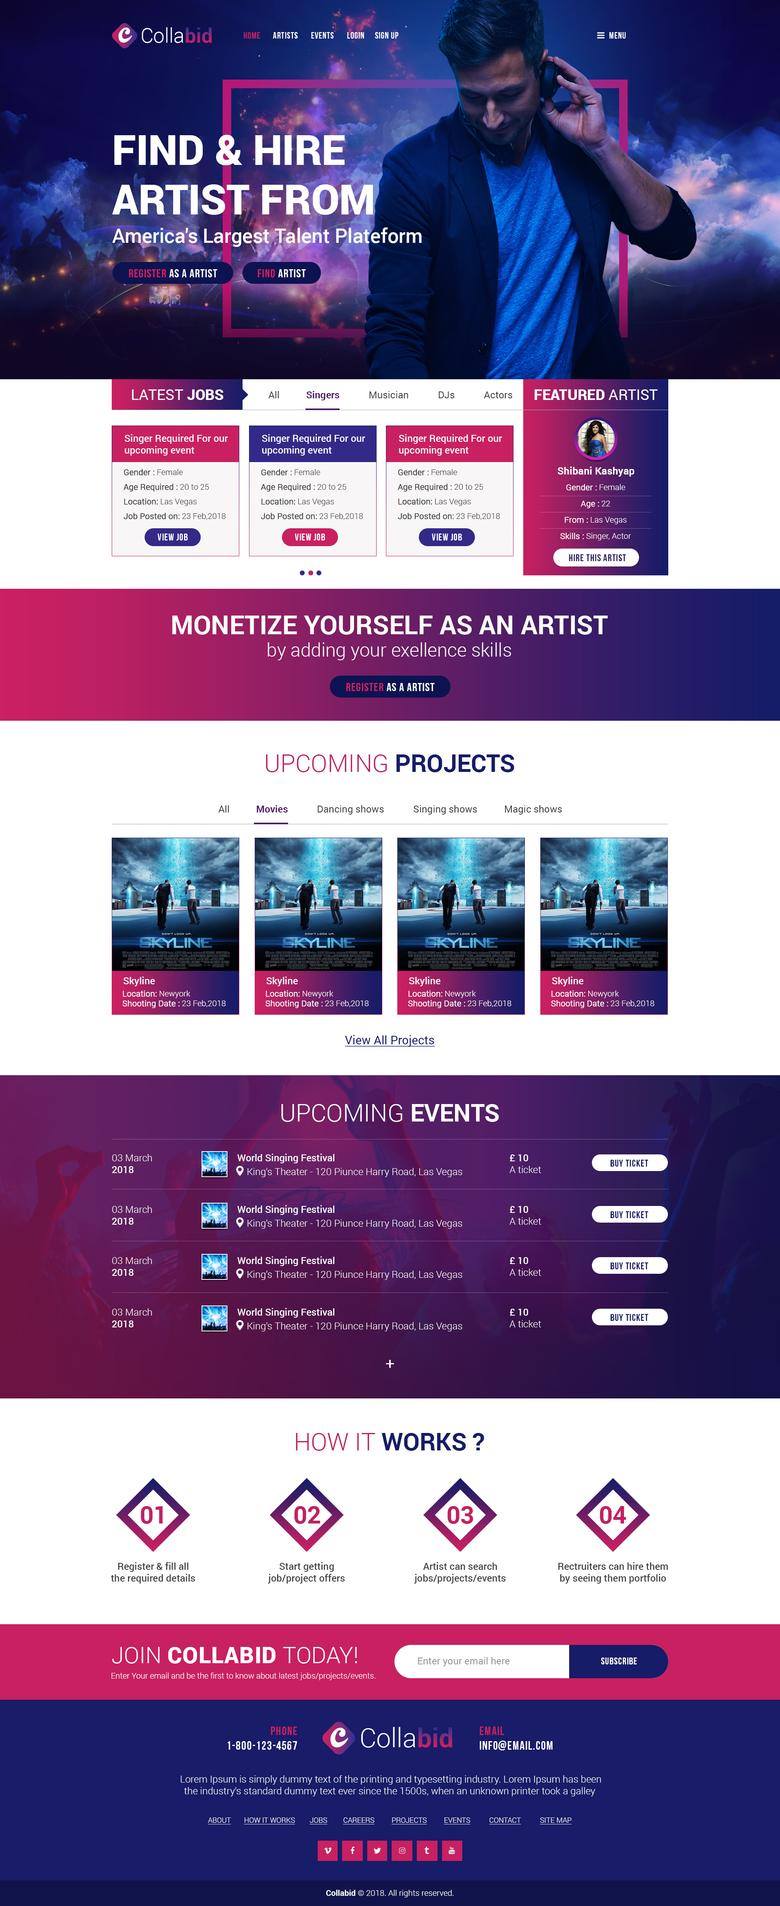 Collabid
HOME ARTISTS EVENTS LOGIN SIGN UP
MENU
FIND & HIRE
ARTIST FROM
America's Largest Talent Plateform
REGISTER AS A ARTIST
FIND ARTIST
LATEST JOBS
All Singers Musician DJs Actors
Singer Required For our
upcoming event
Gender : Female
Age Required : 20 to 25
Location: Las Vegas
Job Posted on: 23 Feb,2018
VIEW JOB
Singer Required For our
upcoming event
Gender : Female
Age Required : 20 to 25
Location: Las Vegas
Job Posted on: 23 Feb,2018
VIEW JOB
Singer Required For our
upcoming event
Gender : Female
Age Required : 20 to 25
Location: Las Vegas
Job Posted on: 23 Feb,2018
VIEW JOB
FEATURED ARTIST
Shibani Kashyap
Gender : Female
Age : 22
From : Las Vegas
Skills : Singer, Actor
HIRE THIS ARTIST
MONETIZE YOURSELF AS AN ARTIST
by adding your exellence skills
REGISTER AS A ARTIST
UPCOMING PROJECTS
All Movies Dancing shows Singing shows Magic shows
DON'T LOOK UP.
SKYLINE
Skyline
Location: Newyork
Shooting Date : 23 Feb,2018
DON'T LOOK UP.
SKYLINE
Skyline
Location: Newyork
Shooting Date : 23 Feb,2018
DON'T LOOK UP.
SKYLINE
Skyline
Location: Newyork
Shooting Date : 23 Feb,2018
DON'T LOOK UP.
SKYLINE
Skyline
Location: Newyork
Shooting Date : 23 Feb,2018
View All Projects
UPCOMING EVENTS
03 March
2018
World Singing Festival
King's Theater - 120 Piunce Harry Road, Las Vegas
£ 10
A ticket
BUY TICKET
03 March
2018
World Singing Festival
King's Theater - 120 Piunce Harry Road, Las Vegas
£ 10
A ticket
BUY TICKET
03 March
2018
World Singing Festival
King's Theater - 120 Piunce Harry Road, Las Vegas
£ 10
A ticket
BUY TICKET
03 March
2018
World Singing Festival
King's Theater - 120 Piunce Harry Road, Las Vegas
£ 10
A ticket
BUY TICKET
+
HOW IT WORKS ?
01
Register & fill all
the required details
02
Start getting
job/project offers
03
Artist can search
jobs/projects/events
04
Rectruiters can hire them
by seeing them portfolio
JOIN COLLABID TODAY!
Enter Your email and be the first to know about latest jobs/projects/events.
Enter your email here
SUBSCRIBE
PHONE
1-800-123-4567
Collabid
EMAIL
INFO@EMAIL.COM
Lorem Ipsum is simply dummy text of the printing and typesetting industry. Lorem Ipsum has been
the industry's standard dummy text ever since the 1500s, when an unknown printer took a galley
ABOUT HOW IT WORKS JOBS CAREERS PROJECTS EVENTS CONTACT SITE MAP
Collabid © 2018. All rights reserved.